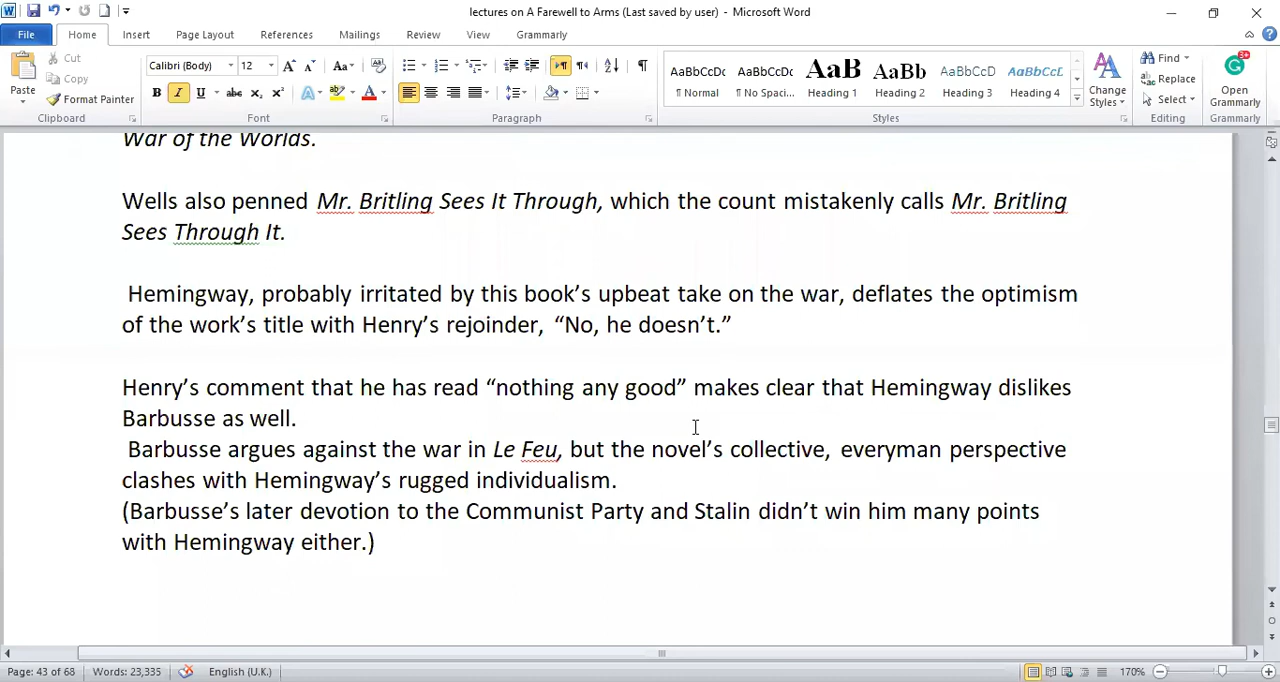 lectures on A Farewell to Arms (Last saved by user) - Microsoft Word
File Home Insert Page Layout References Mailings Review View Grammarly
Paste Cut Copy Format Painter
Calibri (Body) 12
AaBbCcDc AaBbCcDc AaB AaBb AaBbCcD AaBbCcL
¶ Normal ¶ No Spaci... Heading 1 Heading 2 Heading 3 Heading 4
Change Styles
Find Replace Select
Open Grammarly
Clipboard Font Paragraph Styles Editing Grammarly
War of the Worlds.
Wells also penned Mr. Britling Sees It Through, which the count mistakenly calls Mr. Britling
Sees Through It.
Hemingway, probably irritated by this book’s upbeat take on the war, deflates the optimism
of the work’s title with Henry’s rejoinder, “No, he doesn’t.”
Henry’s comment that he has read “nothing any good” makes clear that Hemingway dislikes
Barbusse as well.
Barbusse argues against the war in Le Feu, but the novel’s collective, everyman perspective
clashes with Hemingway’s rugged individualism.
(Barbusse’s later devotion to the Communist Party and Stalin didn’t win him many points
with Hemingway either.)
Page: 43 of 68 Words: 23,335 English (U.K.) 170%